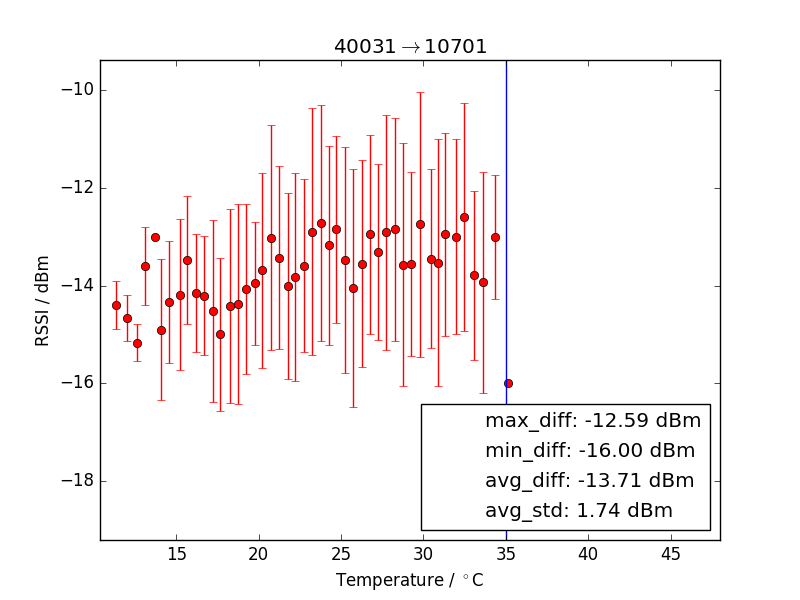 40031→10701
−10
−12
−14
−16
−18
RSSI / dBm
max_diff: -12.59 dBm
min_diff: -16.00 dBm
avg_diff: -13.71 dBm
avg_std: 1.74 dBm
15 20 25 30 35 40 45
Temperature / °C